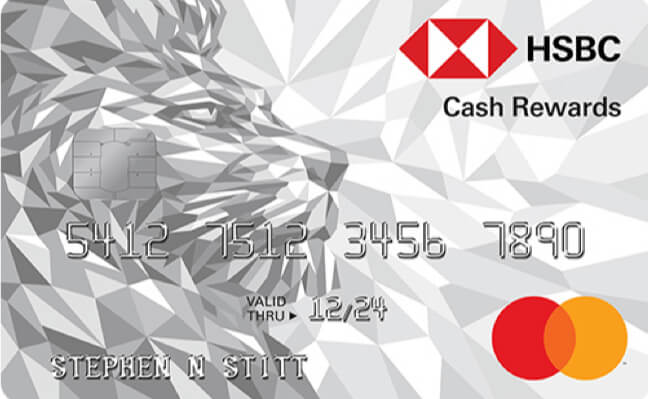 HSBC
Cash Rewards
5412 7512 3456 7890
VALID
THRU ▶ 12/24
STEPHEN N STITT